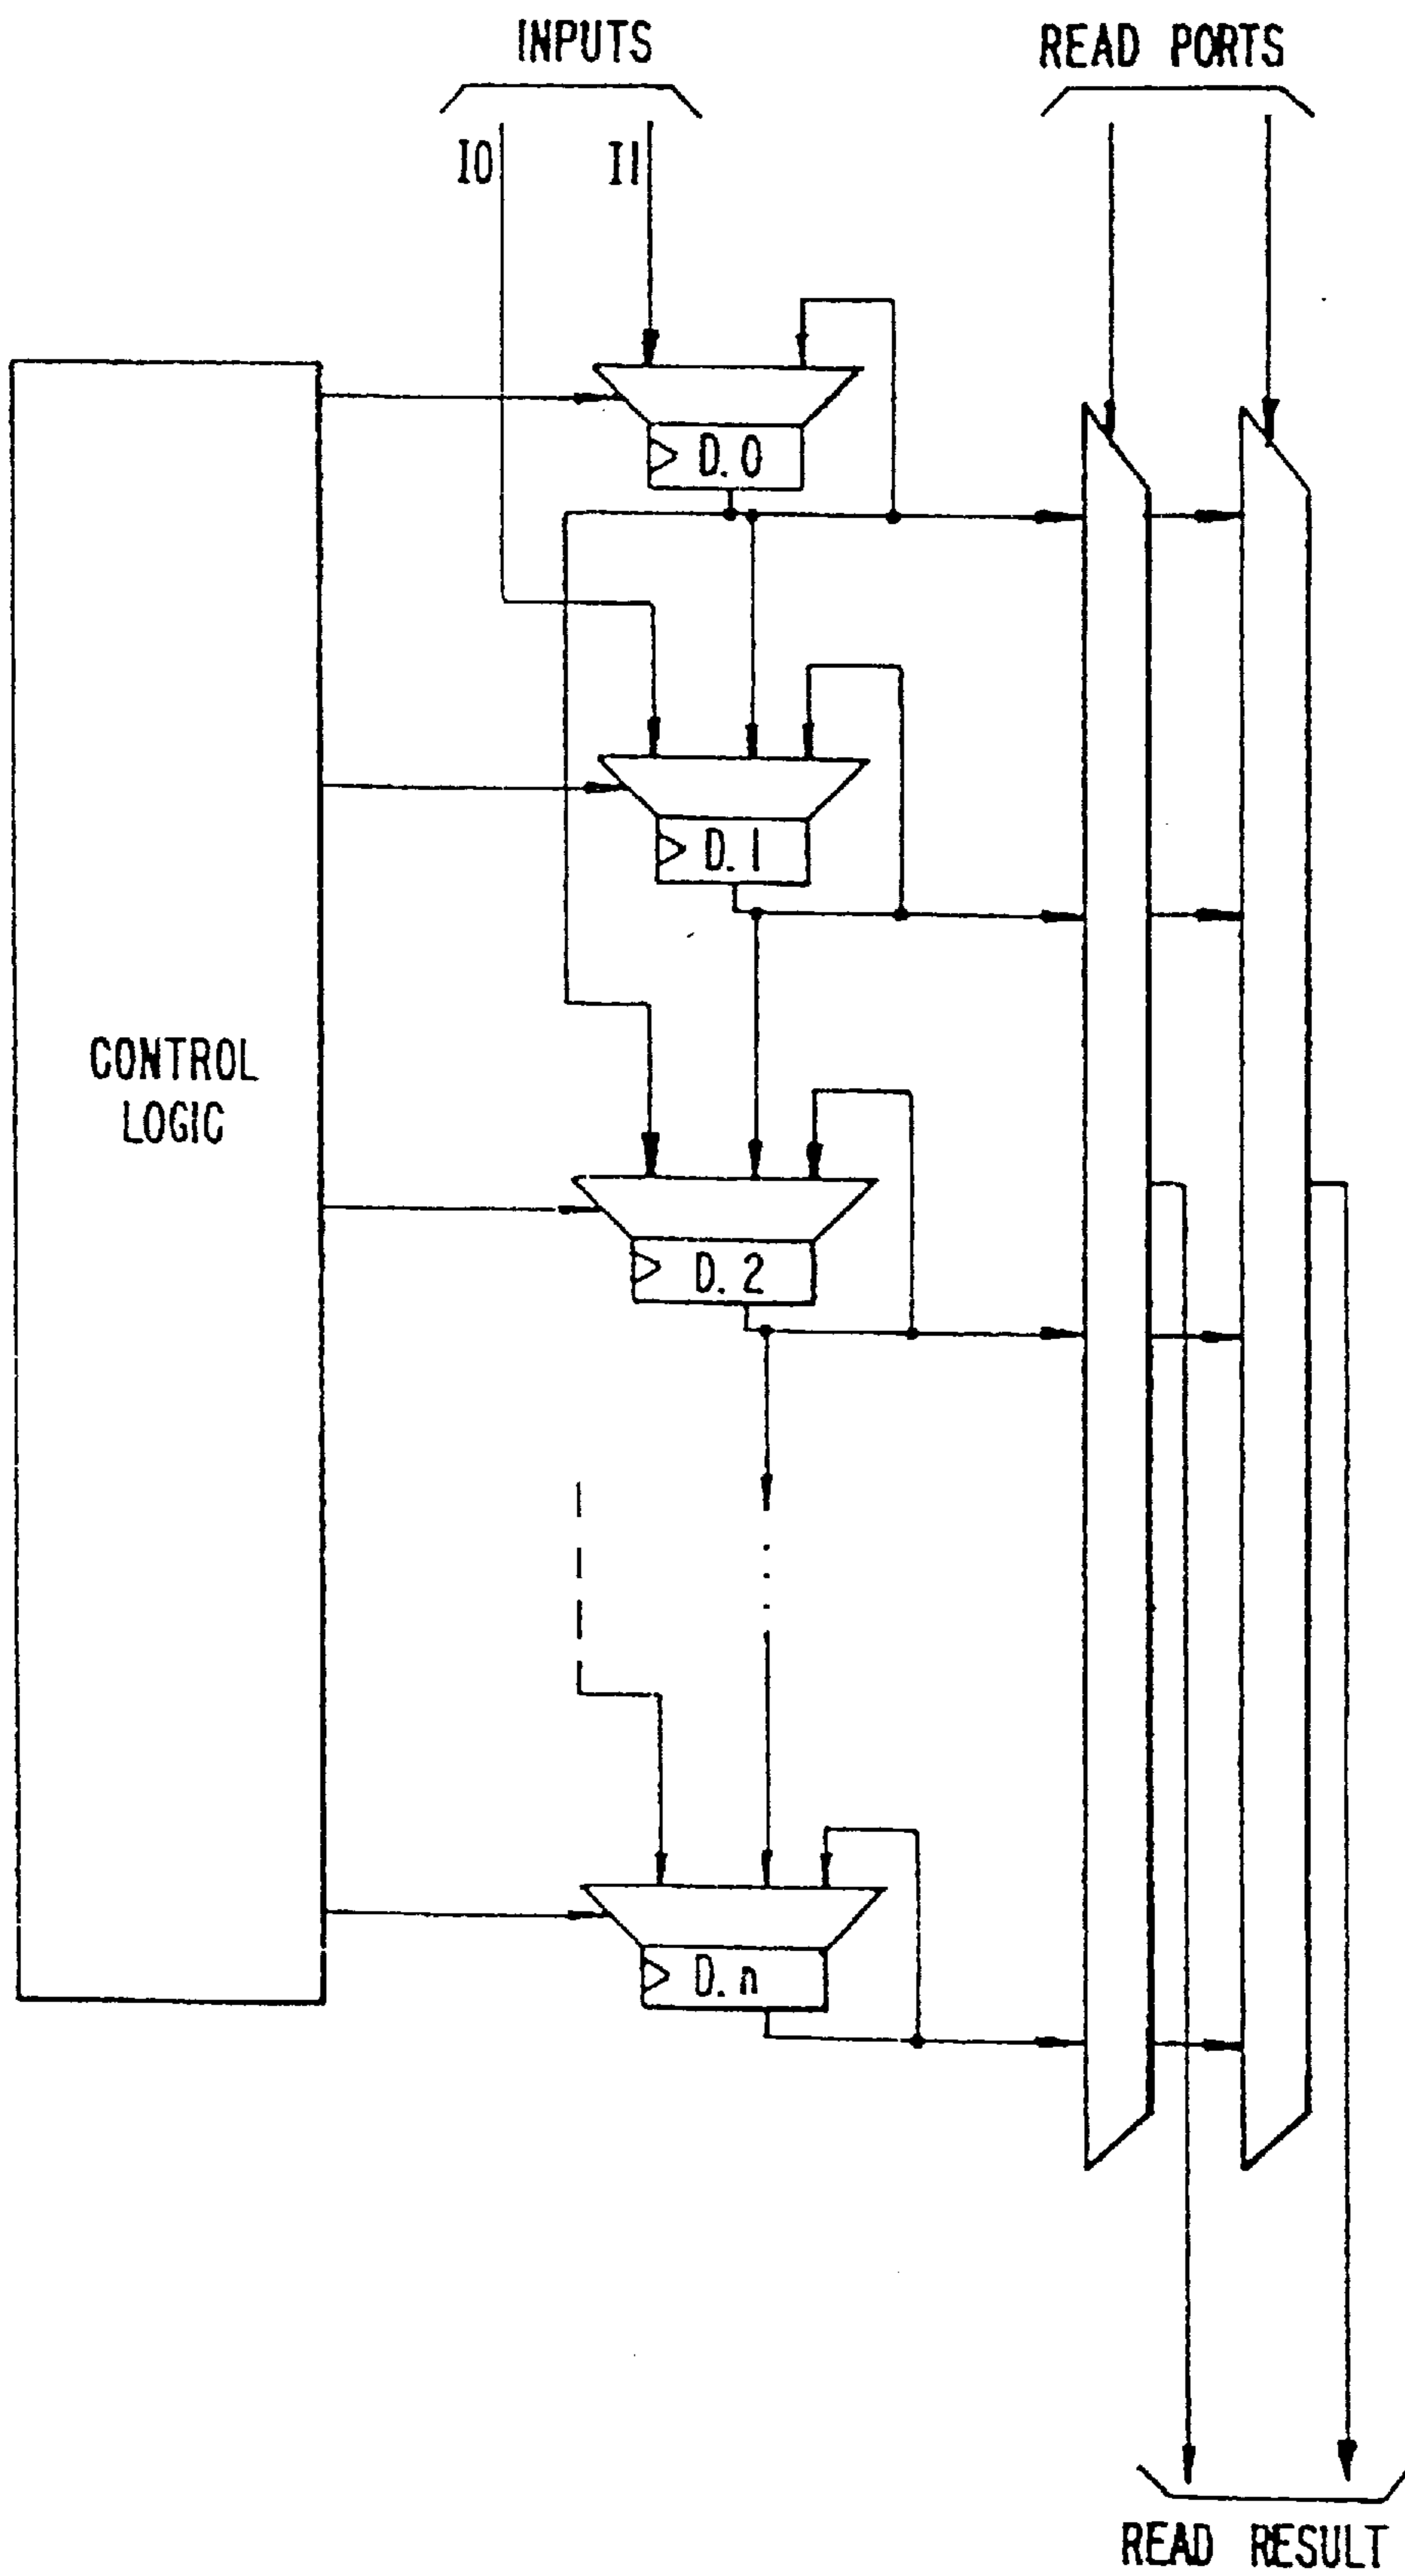 INPUTS
READ PORTS
I0
I1
D.0
D.1
CONTROL
LOGIC
D.2
D.n
READ RESULT